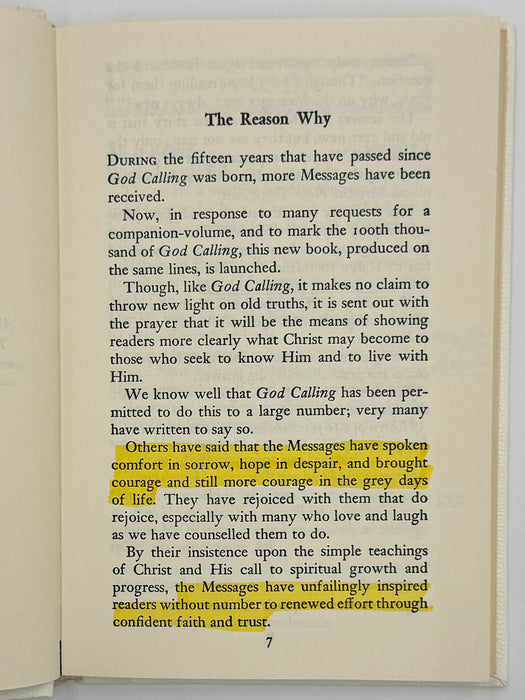 The Reason Why
DURING the fifteen years that have passed since
God Calling was born, more Messages have been
received.
Now, in response to many requests for a
companion-volume, and to mark the 100th thou-
sand of God Calling, this new book, produced on
the same lines, is launched.
Though, like God Calling, it makes no claim to
throw new light on old truths, it is sent out with
the prayer that it will be the means of showing
readers more clearly what Christ may become to
those who seek to know Him and to live with
Him.
We know well that God Calling has been per-
mitted to do this to a large number; very many
have written to say so.
Others have said that the Messages have spoken
comfort in sorrow, hope in despair, and brought
courage and still more courage in the grey days
of life. They have rejoiced with them that do
rejoice, especially with many who love and laugh
as we have counselled them to do.
By their insistence upon the simple teachings
of Christ and His call to spiritual growth and
progress, the Messages have unfailingly inspired
readers without number to renewed effort through
confident faith and trust.
7